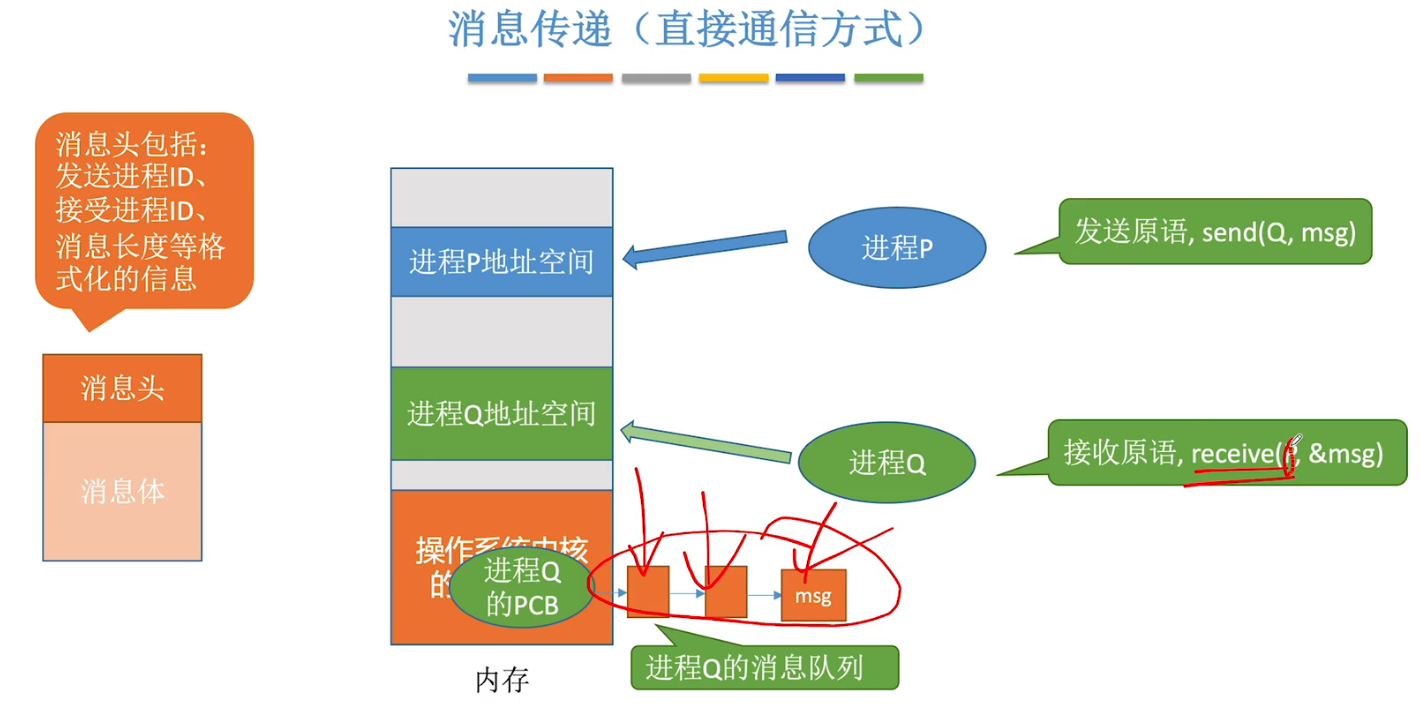 消息传递（直接通信方式）
消息头包括：
发送进程ID、
接受进程ID、
消息长度等格
式化的信息
消息头
消息体
进程P地址空间
进程Q地址空间
操作系统内核
的
进程Q
的PCB
内存
进程P
进程Q
发送原语, send(Q, msg)
接收原语, receive(P, &msg)
msg
进程Q的消息队列